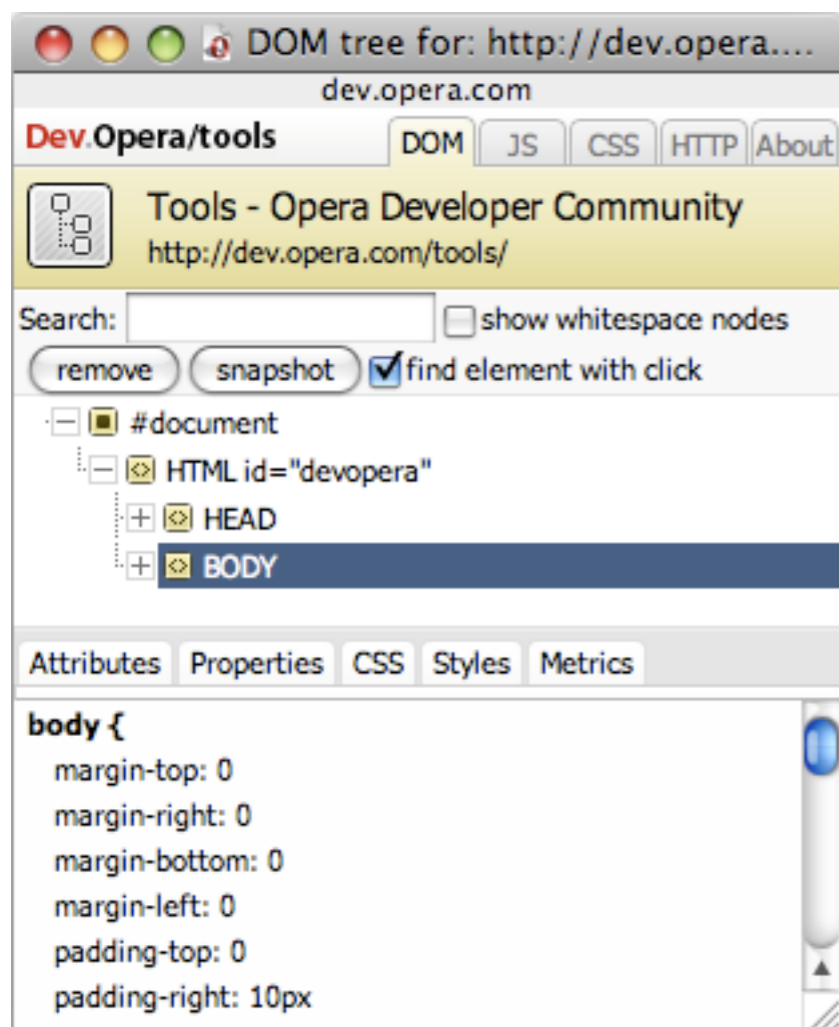 DOM tree for: http://dev.opera....
dev.opera.com
Dev.Opera/tools DOM JS CSS HTTP About
Tools - Opera Developer Community
http://dev.opera.com/tools/
Search: show whitespace nodes
remove snapshot find element with click
#document
HTML id="devopera"
HEAD
BODY
Attributes Properties CSS Styles Metrics
body {
margin-top: 0
margin-right: 0
margin-bottom: 0
margin-left: 0
padding-top: 0
padding-right: 10px